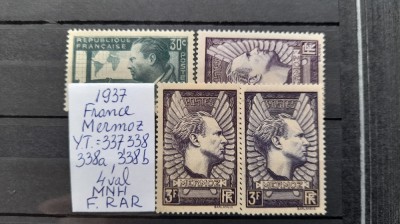 REPUBLIQUE
FRANÇAISE
30c
RF
1937
France
Mermoz
Y.T.=337 338
338a, 338b
4 val
MNH
F. RAR
MERMOZ
3F RF
MERMOZ
3F RF